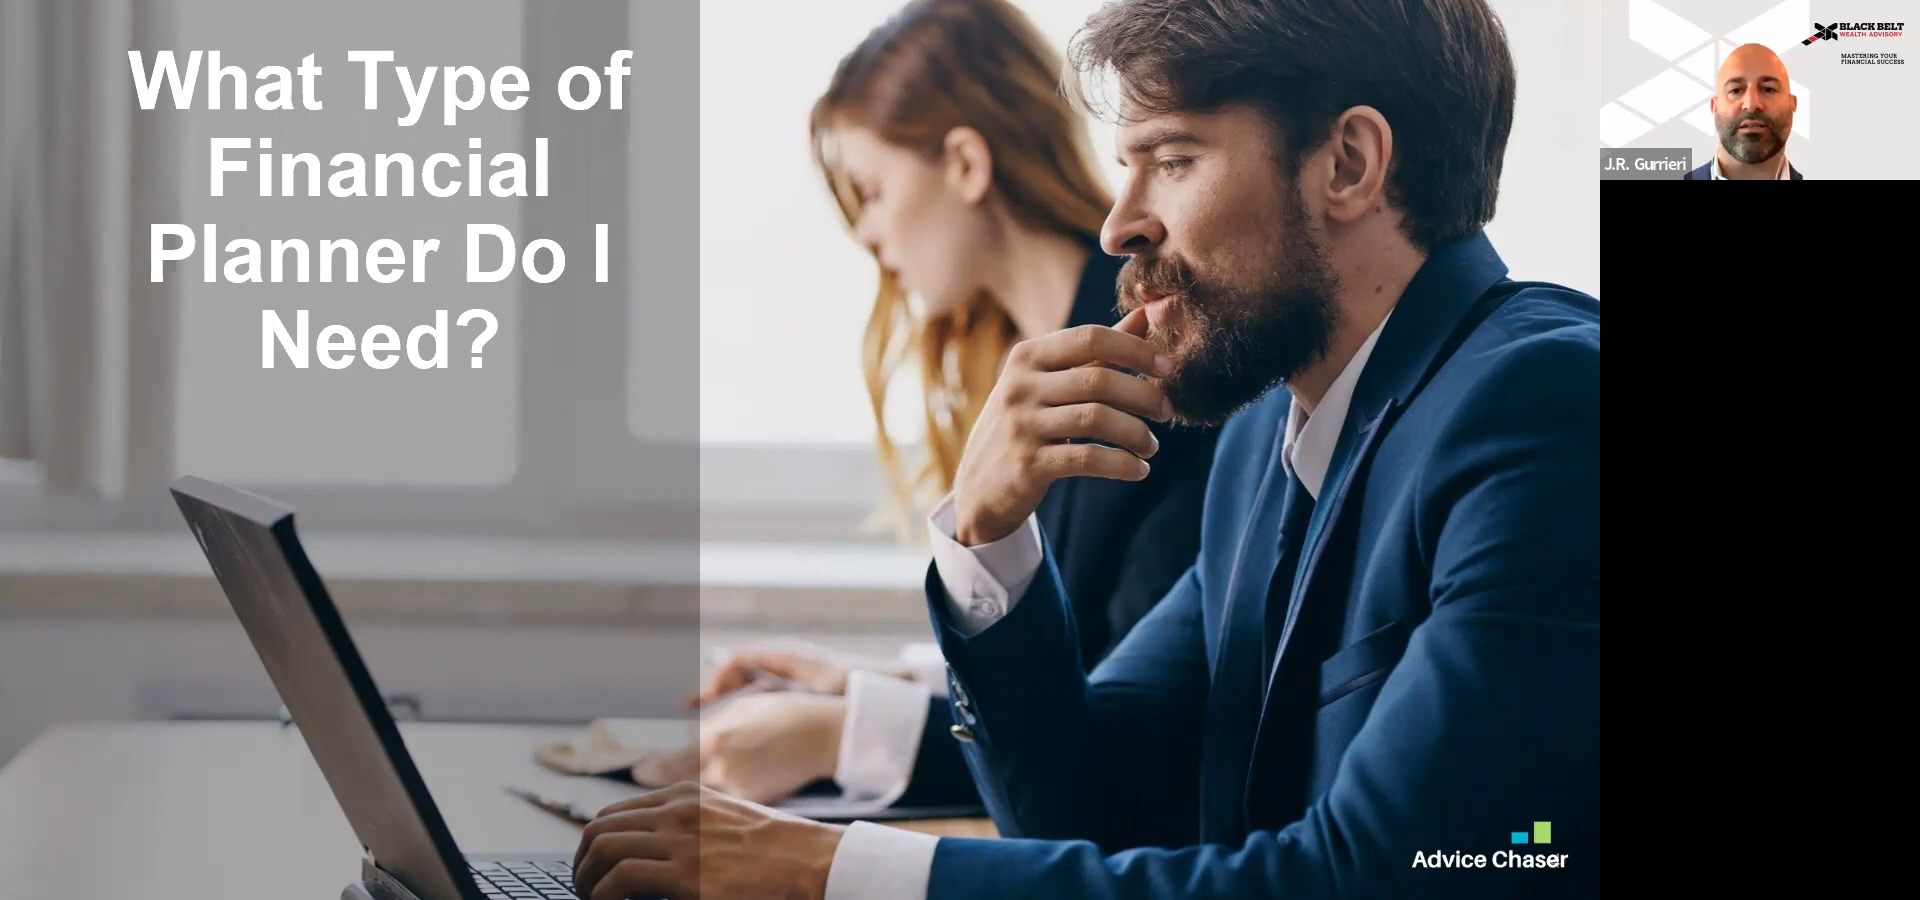 What Type of
Financial
Planner Do I
Need?
BLACK BELT
WEALTH ADVISORY
MASTERING YOUR
FINANCIAL SUCCESS
J.R. Gurrieri
Advice Chaser